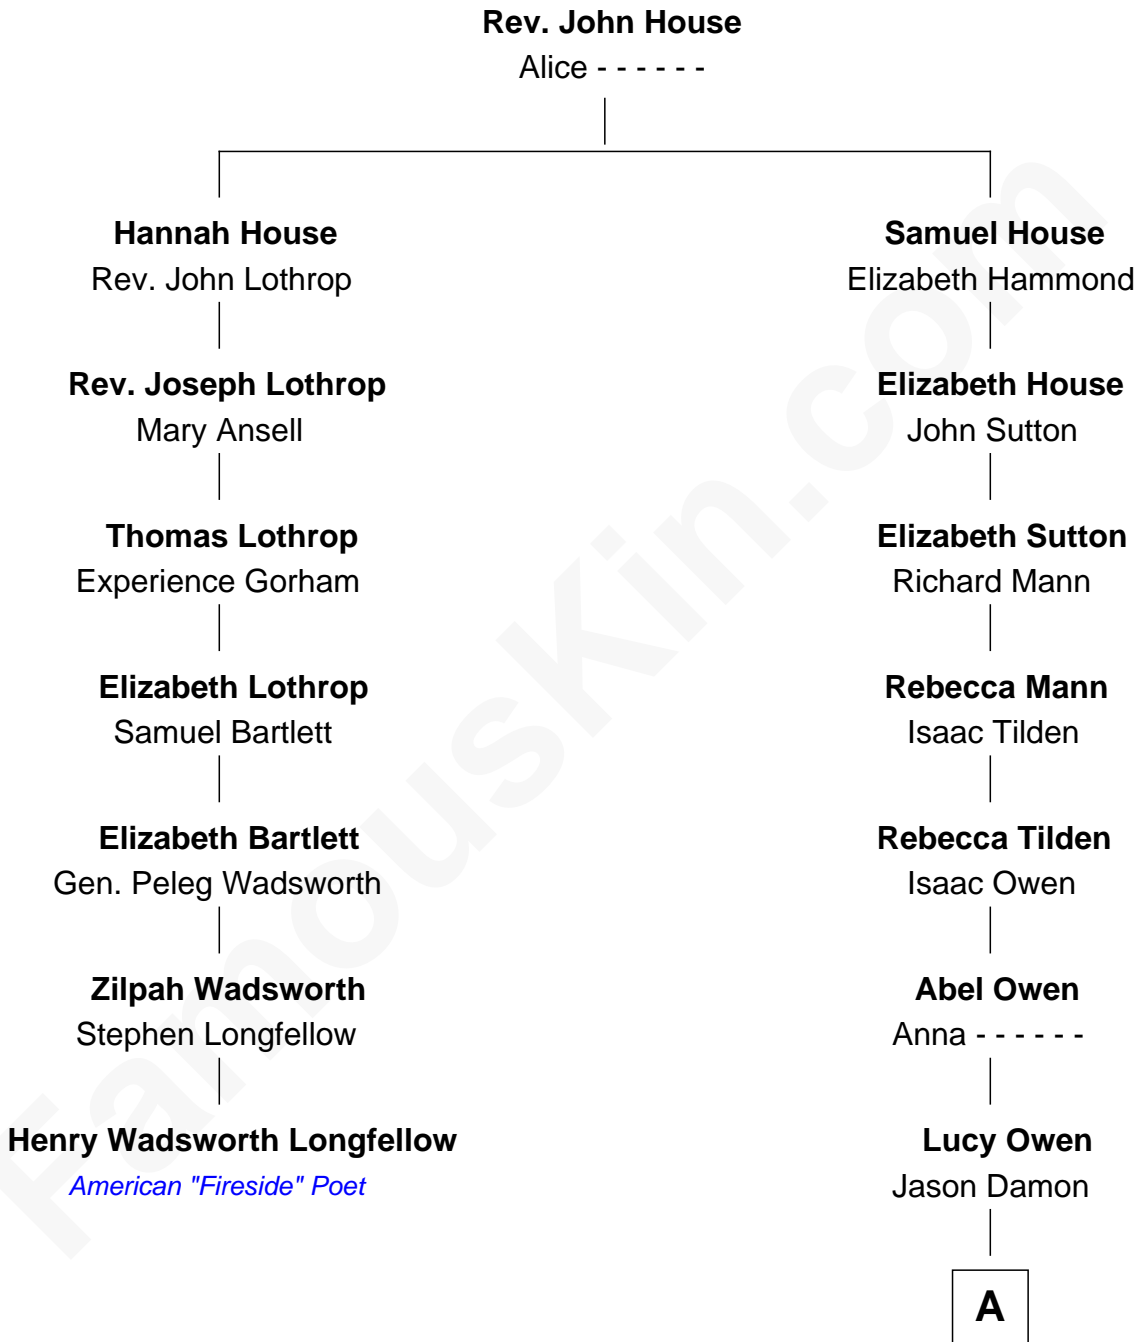 Rev. John House
Alice - - - - - -
Hannah House
Rev. John Lothrop
Samuel House
Elizabeth Hammond
Rev. Joseph Lothrop
Mary Ansell
Elizabeth House
John Sutton
Thomas Lothrop
Experience Gorham
Elizabeth Sutton
Richard Mann
Elizabeth Lothrop
Samuel Bartlett
Rebecca Mann
Isaac Tilden
Elizabeth Bartlett
Gen. Peleg Wadsworth
Rebecca Tilden
Isaac Owen
Zilpah Wadsworth
Stephen Longfellow
Abel Owen
Anna - - - - - -
Henry Wadsworth Longfellow
American "Fireside" Poet
Lucy Owen
Jason Damon
A
FamousKin.com